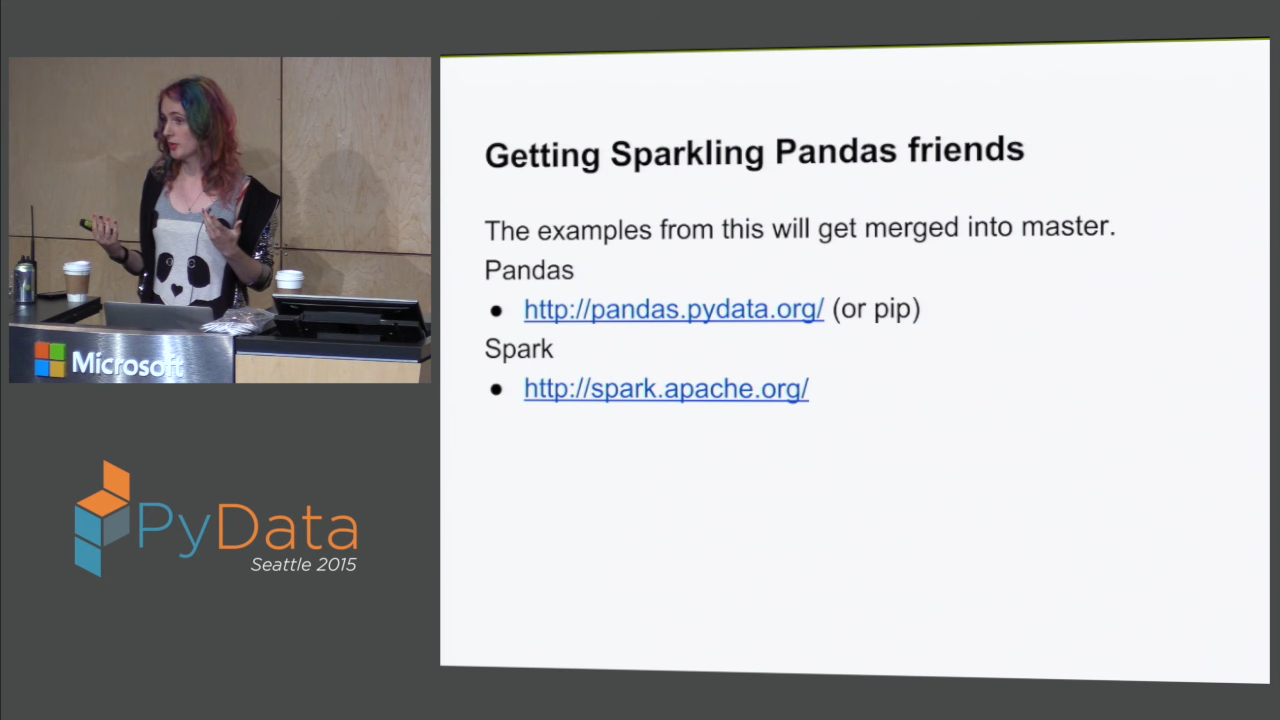 Getting Sparkling Pandas friends
The examples from this will get merged into master.
Pandas
● http://pandas.pydata.org/ (or pip)
Spark
● http://spark.apache.org/
Microsoft
PyData
Seattle 2015